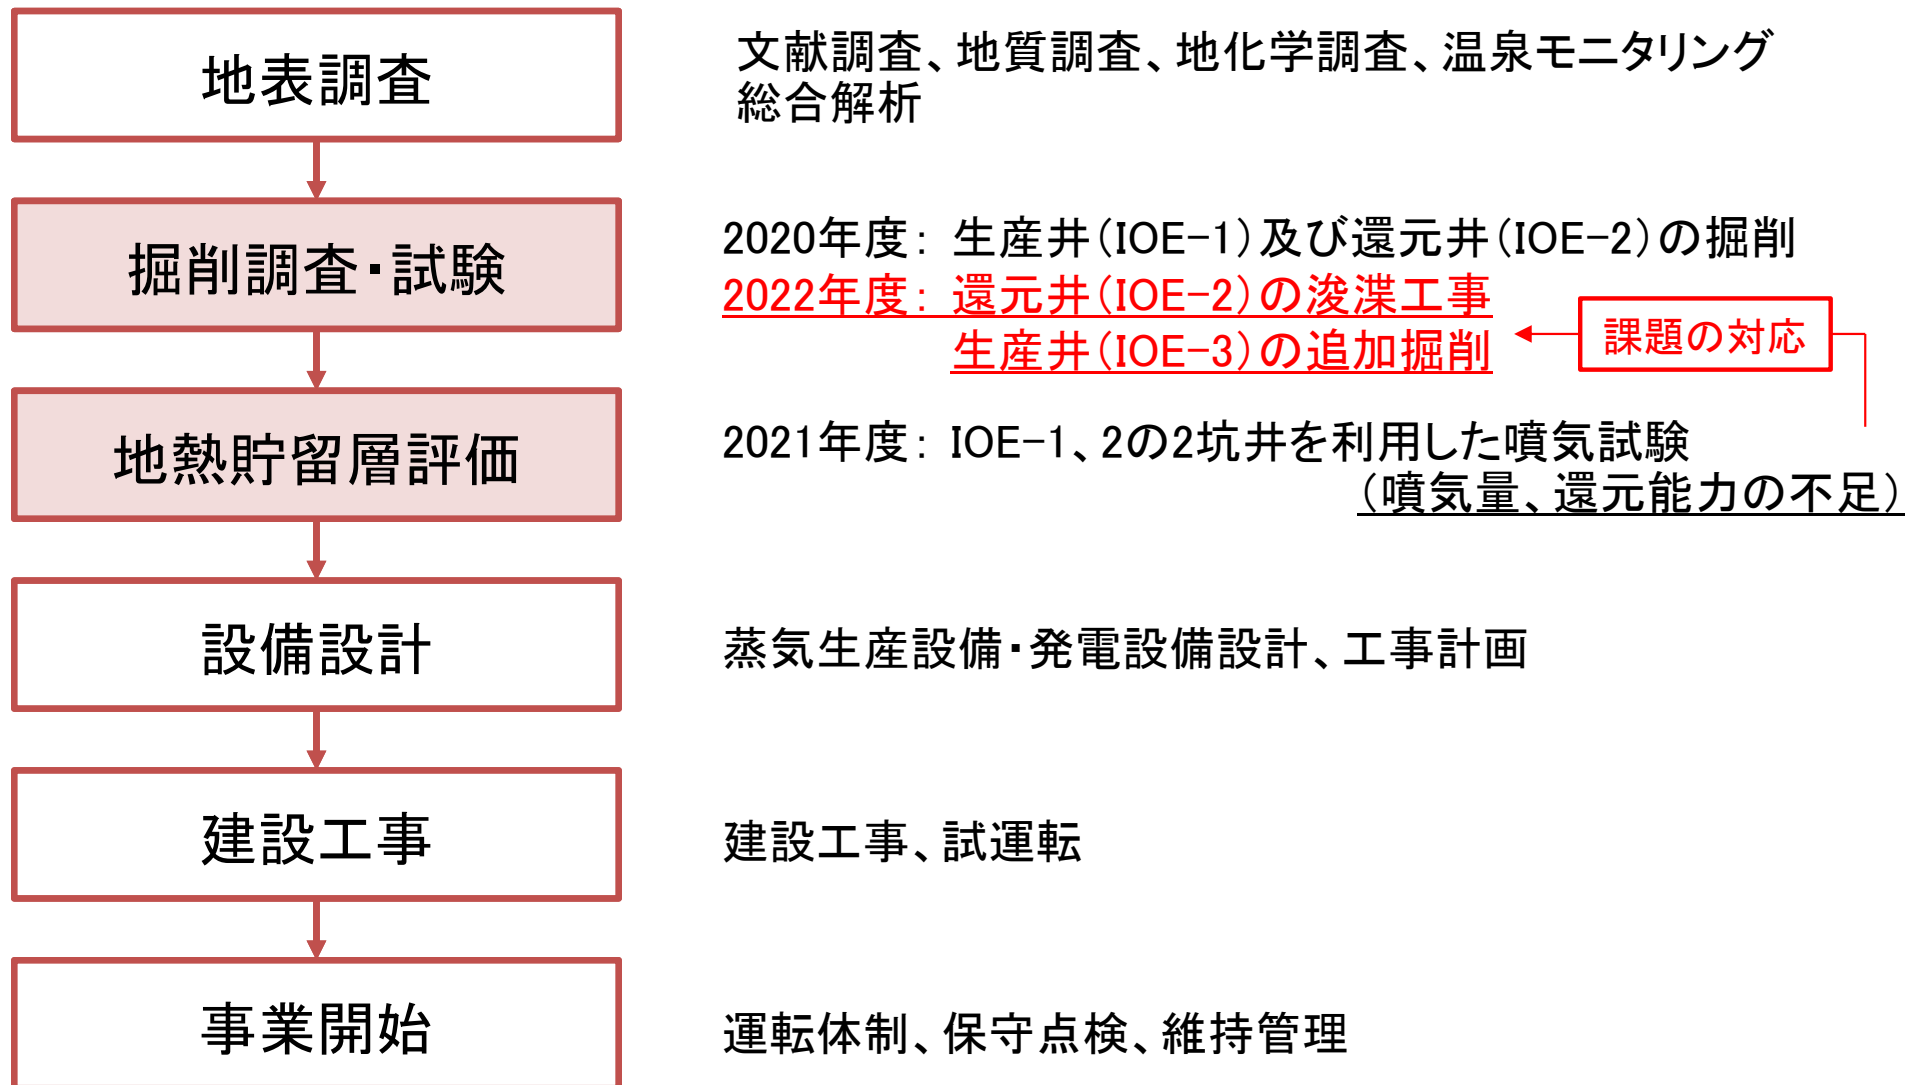 地表調査
文献調査、地質調査、地化学調査、温泉モニタリング
総合解析
掘削調査・試験
2020年度： 生産井（IOE-1）及び還元井（IOE-2）の掘削
2022年度： 還元井（IOE-2）の浚渫工事
生産井（IOE-3）の追加掘削
課題の対応
地熱貯留層評価
2021年度： IOE-1、2の2坑井を利用した噴気試験
（噴気量、還元能力の不足）
設備設計
蒸気生産設備・発電設備設計、工事計画
建設工事
建設工事、試運転
事業開始
運転体制、保守点検、維持管理